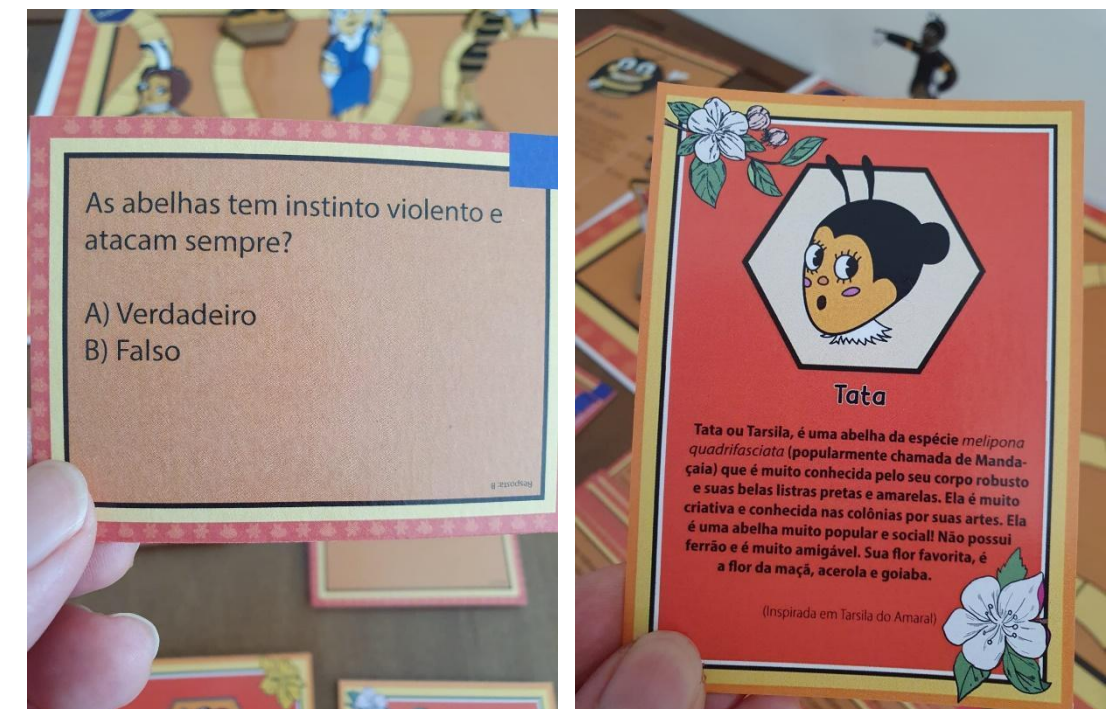 As abelhas tem instinto violento e
atacam sempre?
A) Verdadeiro
B) Falso
Resposta: B
Tata
Tata ou Tarsila, é uma abelha da espécie melipona
quadrifasciata (popularmente chamada de Manda-
çaia) que é muito conhecida pelo seu corpo robusto
e suas belas listras pretas e amarelas. Ela é muito
criativa e conhecida nas colônias por suas artes. Ela
é uma abelha muito popular e social! Não possui
ferrão e é muito amigável. Sua flor favorita, é
a flor da maçã, acerola e goiaba.
(Inspirada em Tarsila do Amaral)